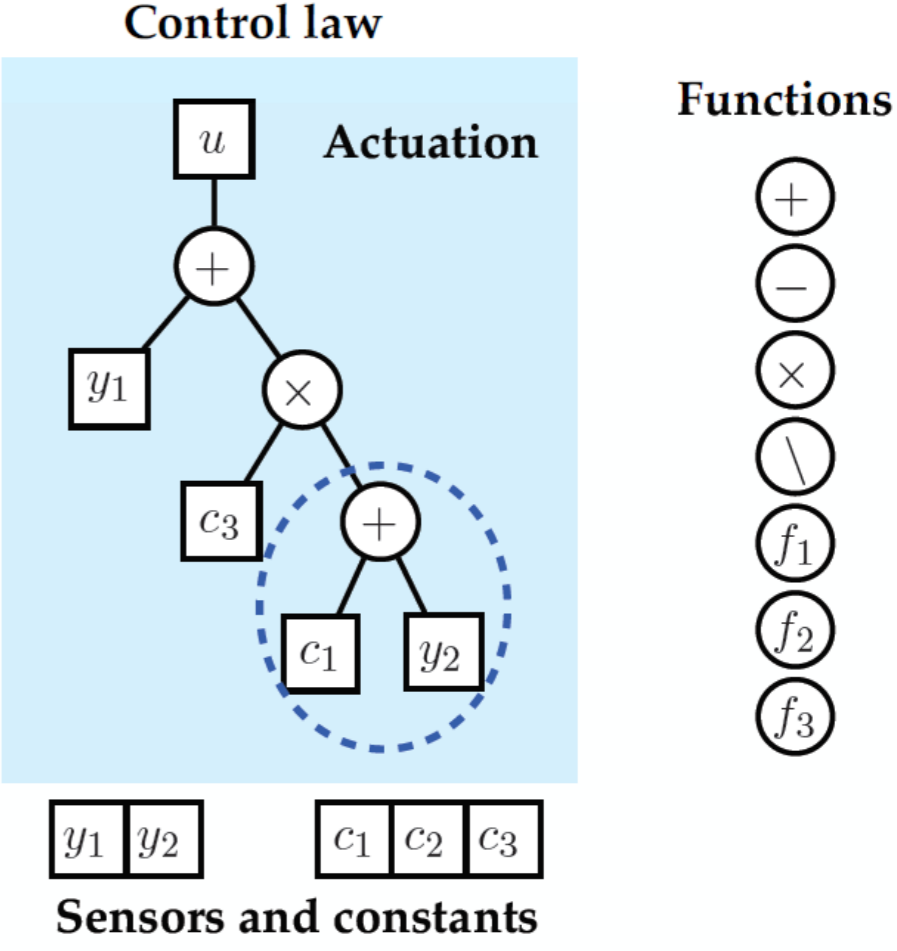 Control law
Functions
u
Actuation
+
+
−
y1
×
×
\
c3
+
f1
c1
y2
f2
f3
y1 y2
c1 c2 c3
Sensors and constants